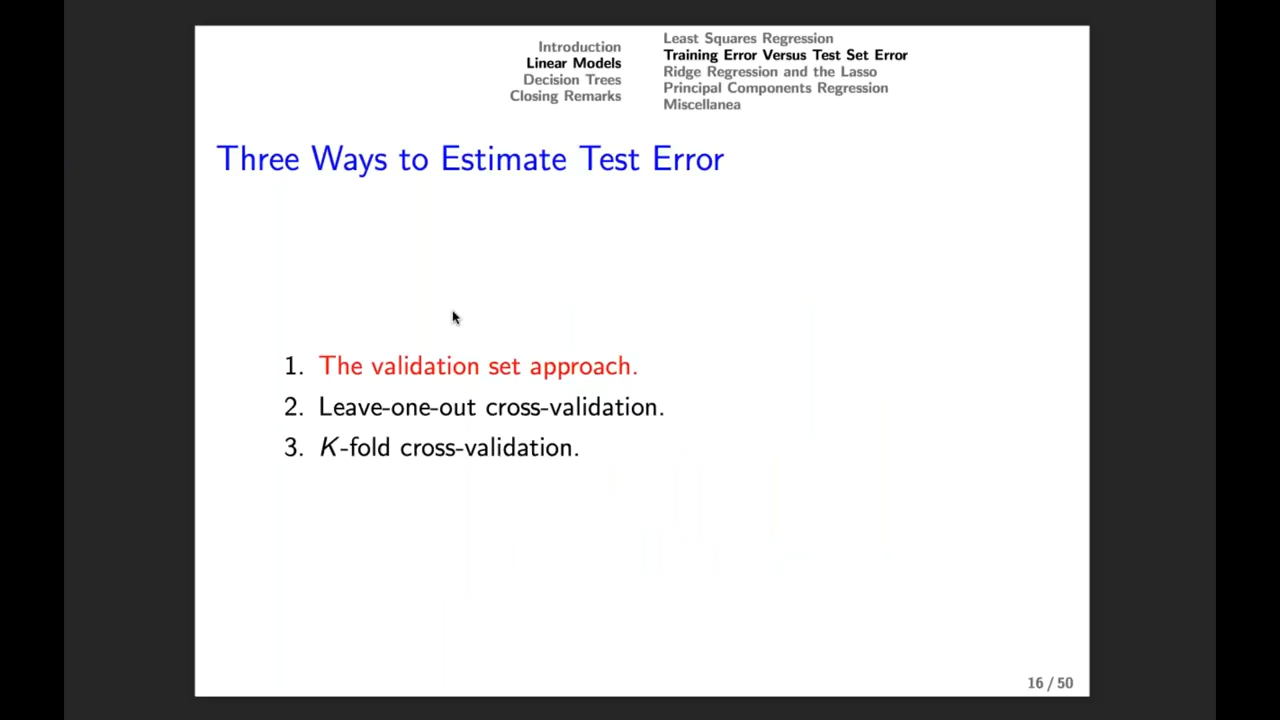 Introduction
Linear Models
Decision Trees
Closing Remarks
Least Squares Regression
Training Error Versus Test Set Error
Ridge Regression and the Lasso
Principal Components Regression
Miscellanea
Three Ways to Estimate Test Error
1. The validation set approach.
2. Leave-one-out cross-validation.
3. K-fold cross-validation.
16 / 50